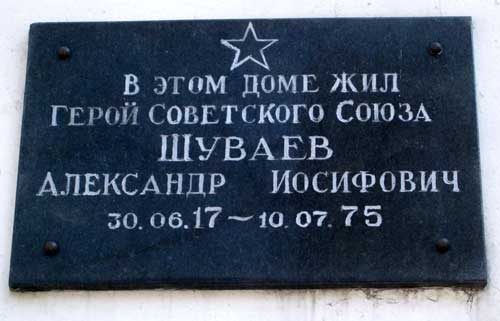 В ЭТОМ ДОМЕ ЖИЛ
ГЕРОЙ СОВЕТСКОГО СОЮЗА
ШУВАЕВ
АЛЕКСАНДР ИОСИФОВИЧ
30.06.17–10.07.75